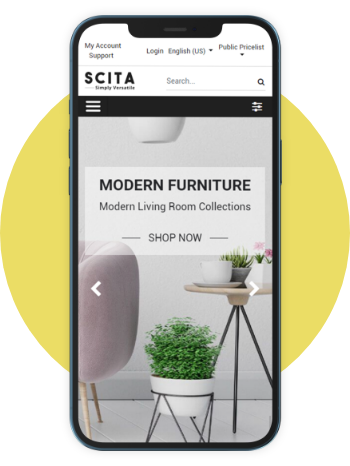 My Account
Support
Login English (US)
Public Pricelist
SCITA
Simply Versatile
Search...
MODERN FURNITURE
Modern Living Room Collections
SHOP NOW